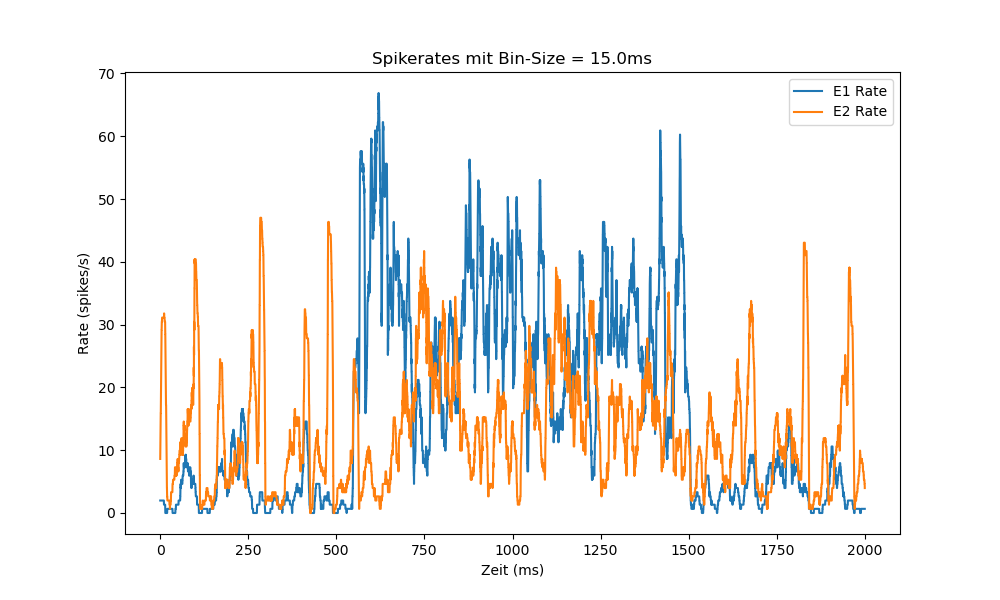 Spikerates mit Bin-Size = 15.0ms
E1 Rate
E2 Rate
Rate (spikes/s)
70
60
50
40
30
20
10
0
0 250 500 750 1000 1250 1500 1750 2000
Zeit (ms)